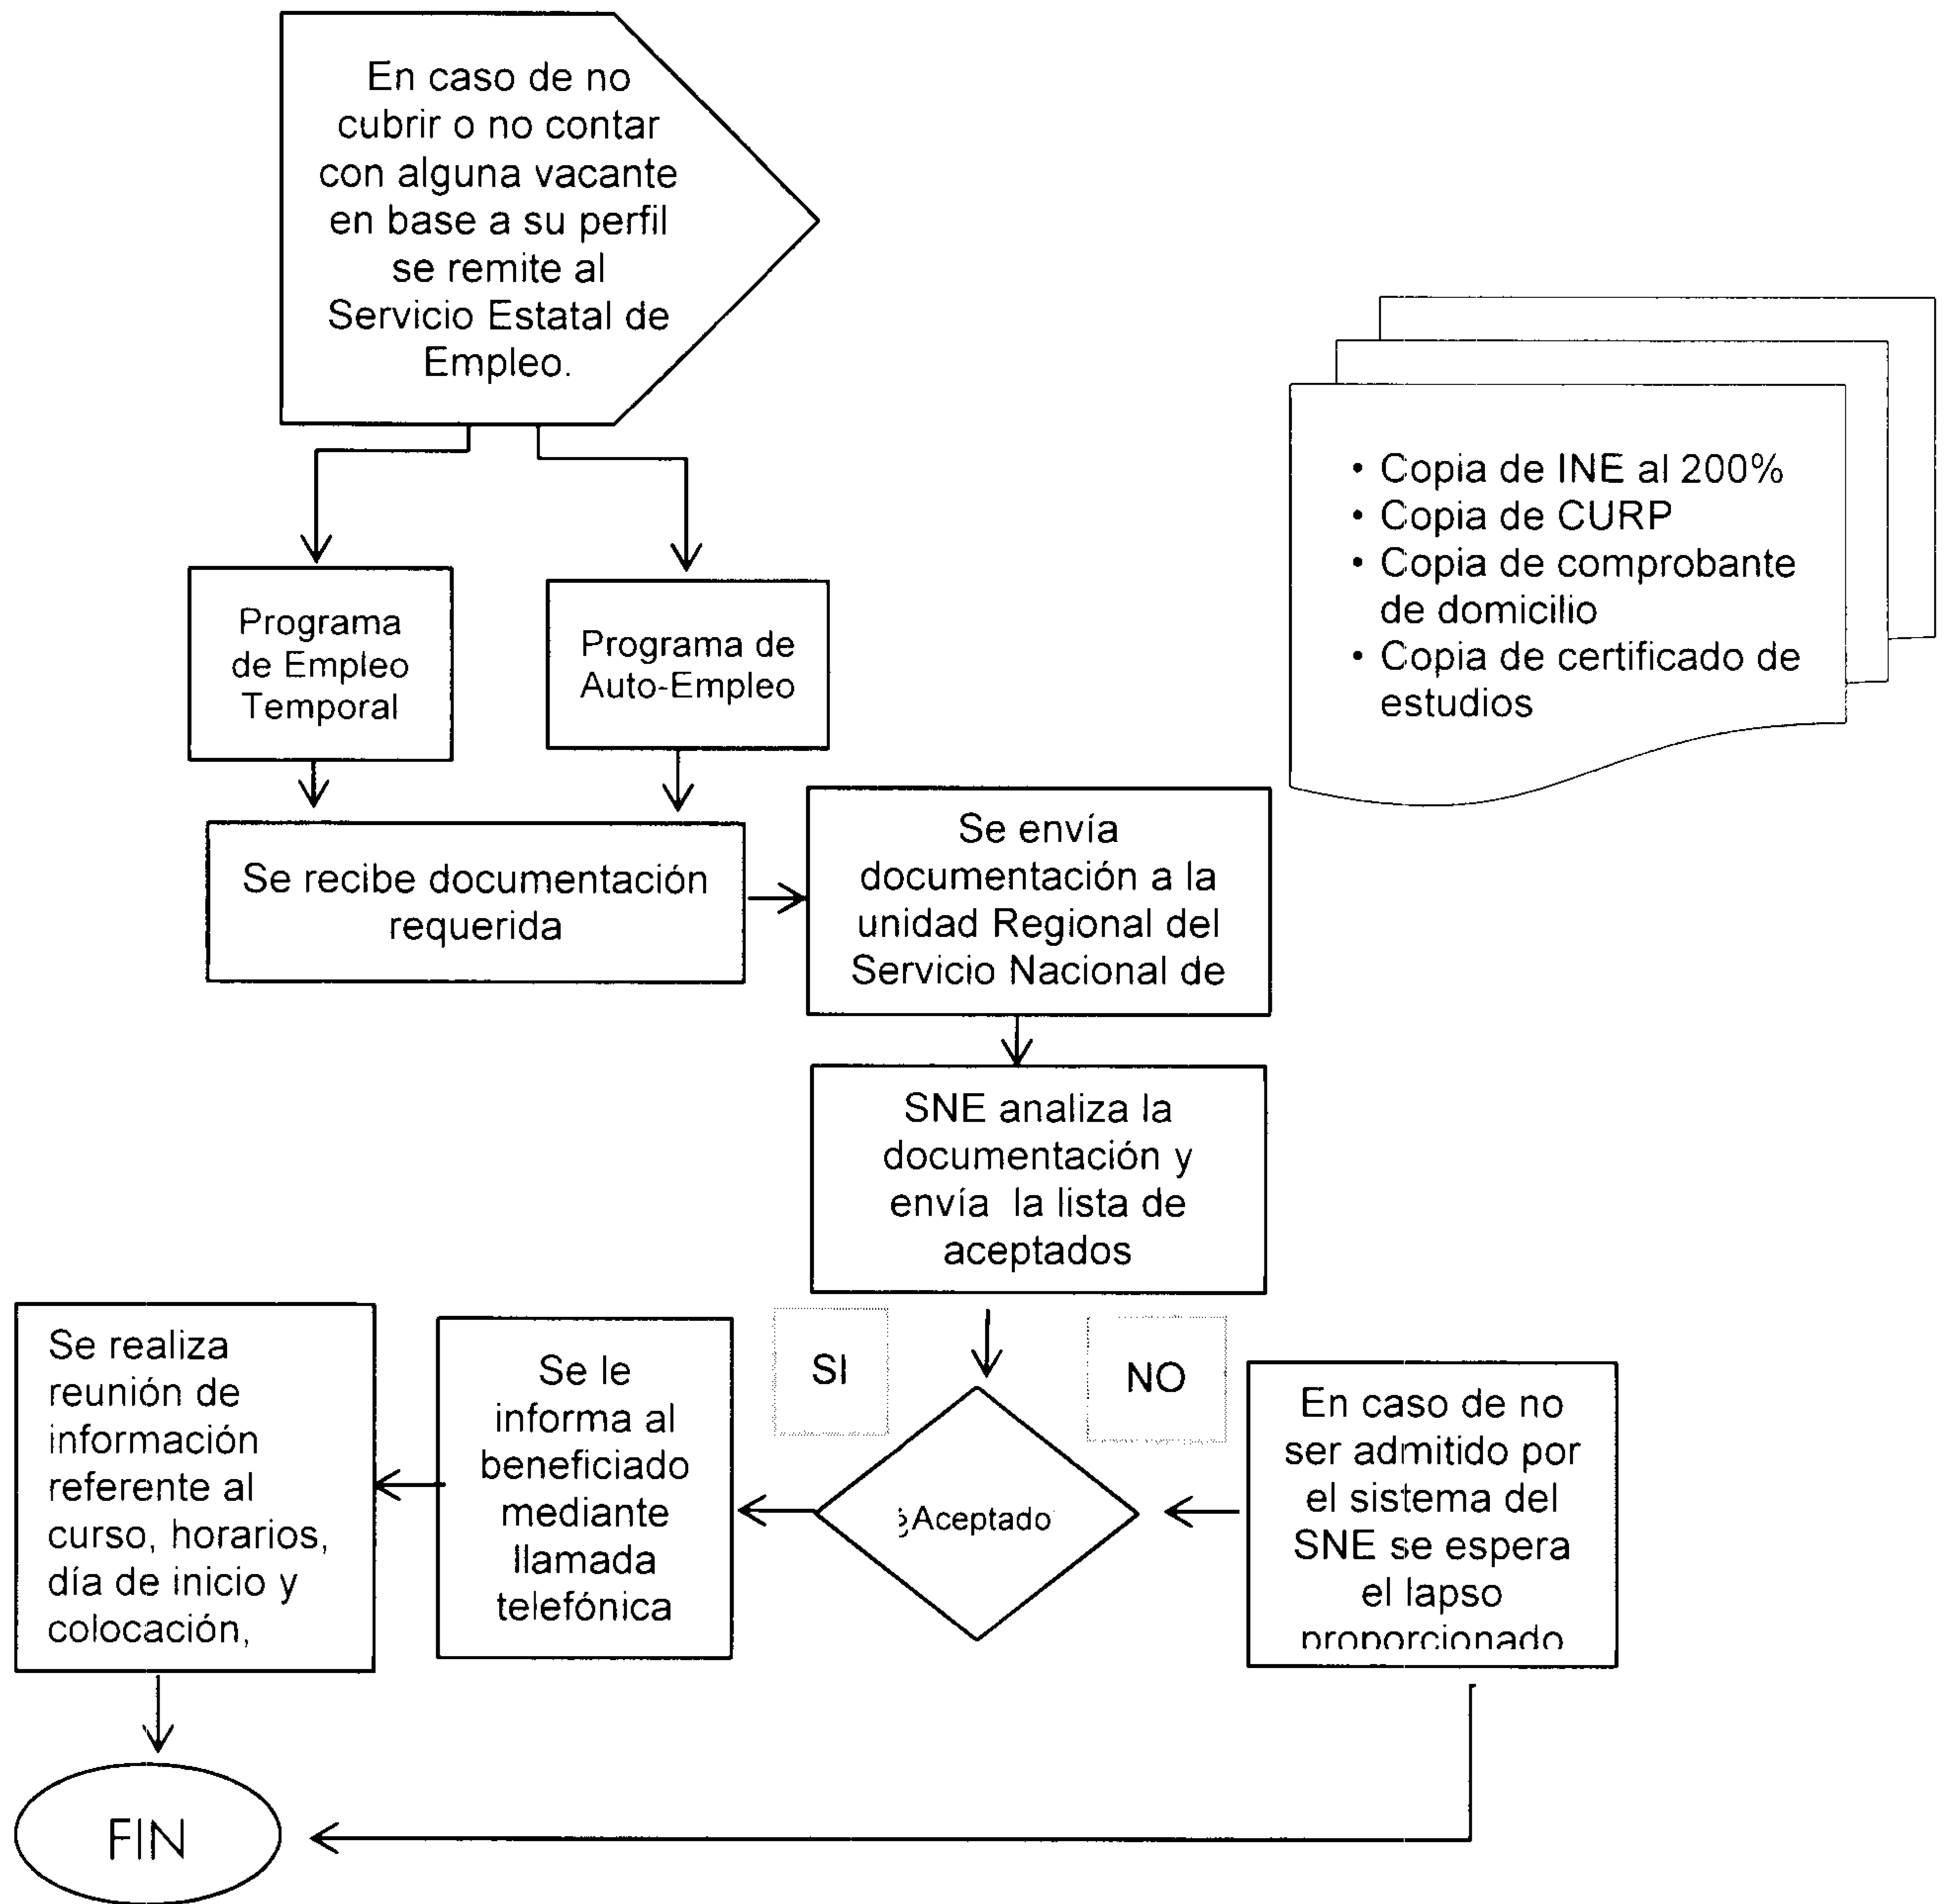 En caso de no
cubrir o no contar
con alguna vacante
en base a su perfil
se remite al
Servicio Estatal de
Empleo.
• Copia de INE al 200%
• Copia de CURP
• Copia de comprobante
de domicilio
• Copia de certificado de
estudios
Programa
de Empleo
Temporal
Programa de
Auto-Empleo
Se recibe documentación
requerida
Se envía
documentación a la
unidad Regional del
Servicio Nacional de
SNE analiza la
documentación y
envía la lista de
aceptados
SI
NO
¿Aceptado
Se le
informa al
beneficiado
mediante
llamada
telefónica
Se realiza
reunión de
información
referente al
curso, horarios,
día de inicio y
colocación,
En caso de no
ser admitido por
el sistema del
SNE se espera
el lapso
proporcionado
FIN